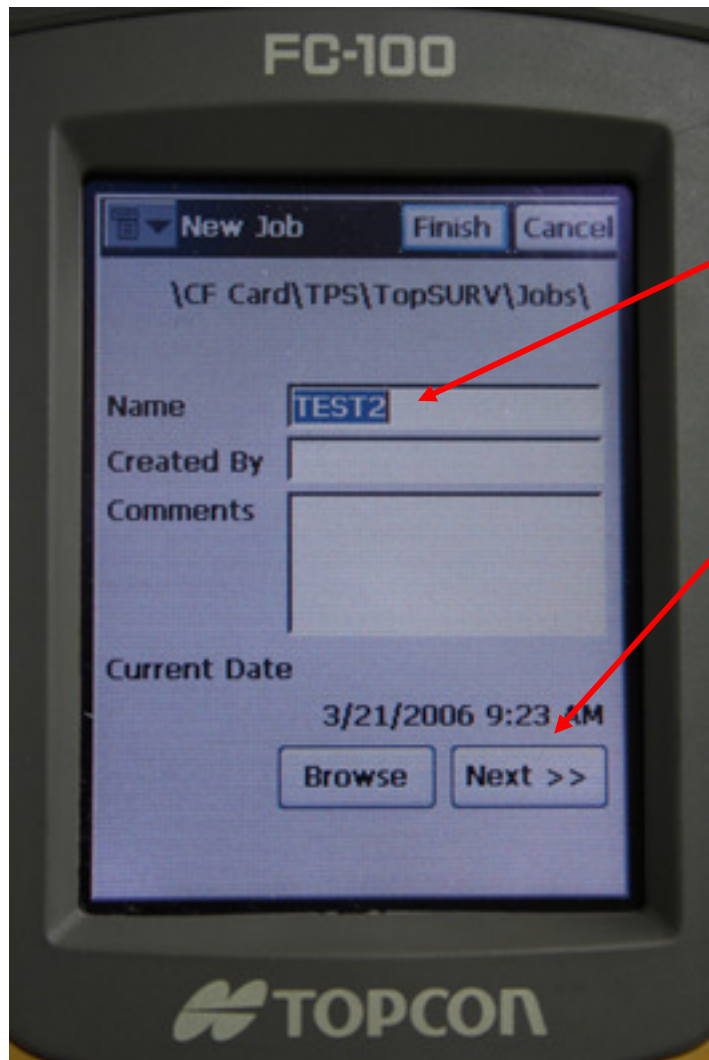 FC-100
New Job Finish Cancel
\CF Card\TPS\TopSURV\Jobs\
Name TEST2
Created By
Comments
Current Date
3/21/2006 9:23 AM
Browse Next >>
TOPCON